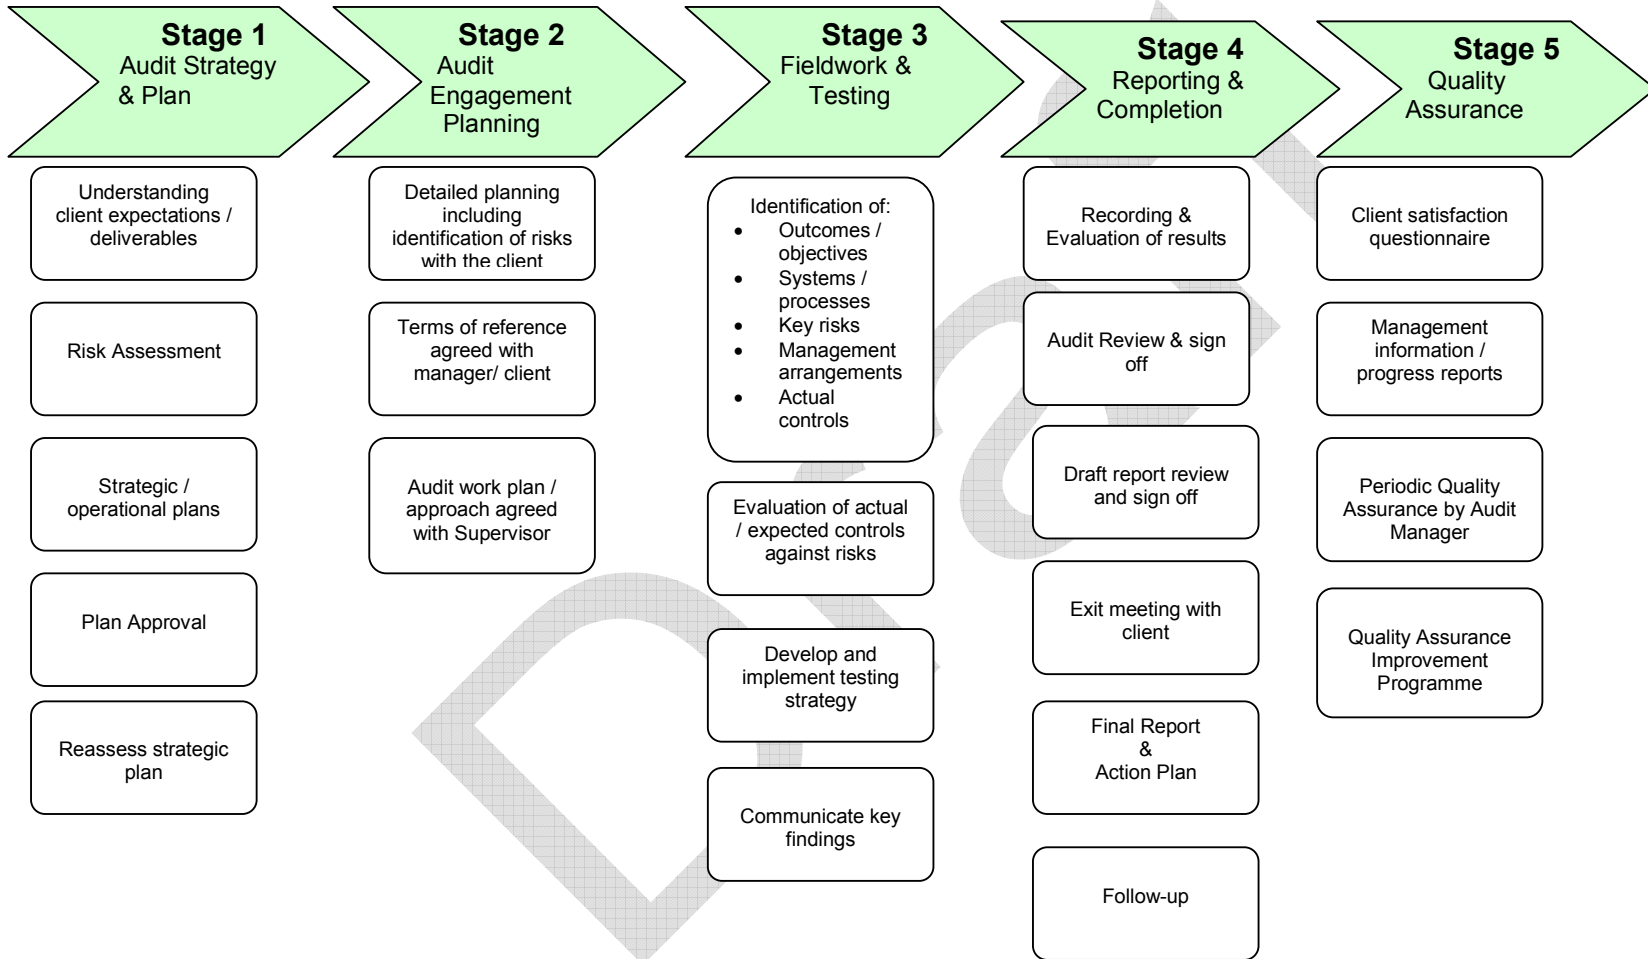 Stage 1
Audit Strategy
& Plan
Understanding
client expectations /
deliverables
Risk Assessment
Strategic /
operational plans
Plan Approval
Reassess strategic
plan
Stage 2
Audit
Engagement
Planning
Detailed planning
including
identification of risks
with the client
Terms of reference
agreed with
manager/ client
Audit work plan /
approach agreed
with Supervisor
Stage 3
Fieldwork &
Testing
Identification of:
• Outcomes /
objectives
• Systems /
processes
• Key risks
• Management
arrangements
• Actual
controls
Evaluation of actual
/ expected controls
against risks
Develop and
implement testing
strategy
Communicate key
findings
Stage 4
Reporting &
Completion
Recording &
Evaluation of results
Audit Review & sign
off
Draft report review
and sign off
Exit meeting with
client
Final Report
&
Action Plan
Follow-up
Stage 5
Quality
Assurance
Client satisfaction
questionnaire
Management
information /
progress reports
Periodic Quality
Assurance by Audit
Manager
Quality Assurance
Improvement
Programme
Draft